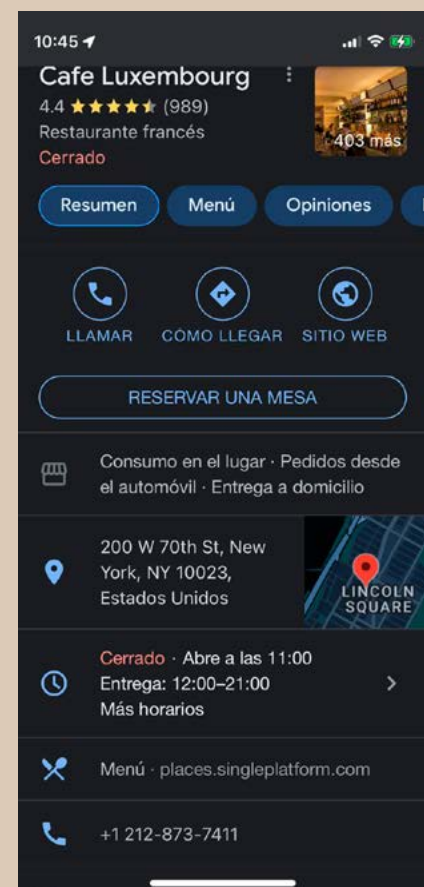 10:45
Cafe Luxembourg
4.4 (989)
Restaurante francés
Cerrado
403 más
Resumen
Menú
Opiniones
LLAMAR
CÓMO LLEGAR
SITIO WEB
RESERVAR UNA MESA
Consumo en el lugar · Pedidos desde
el automóvil · Entrega a domicilio
200 W 70th St, New
York, NY 10023,
Estados Unidos
LINCOLN
SQUARE
Cerrado · Abre a las 11:00
Entrega: 12:00–21:00
Más horarios
Menú · places.singleplatform.com
+1 212-873-7411